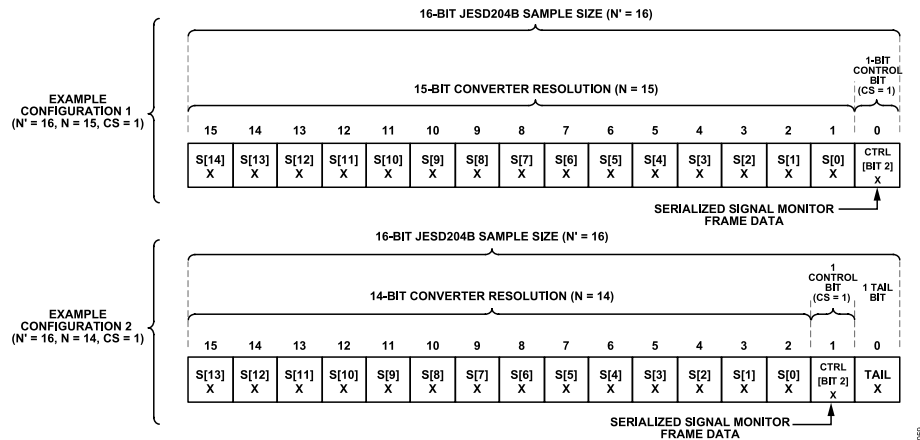 16-BIT JESD204B SAMPLE SIZE (N' = 16)
1-BIT
CONTROL
BIT
(CS = 1)
15-BIT CONVERTER RESOLUTION (N = 15)
EXAMPLE
CONFIGURATION 1
(N' = 16, N = 15, CS = 1)
15 14 13 12 11 10 9 8 7 6 5 4 3 2 1 0
S[14] S[13] S[12] S[11] S[10] S[9] S[8] S[7] S[6] S[5] S[4] S[3] S[2] S[1] S[0] CTRL
[BIT 2]
X X X X X X X X X X X X X X X X
SERIALIZED SIGNAL MONITOR
FRAME DATA
16-BIT JESD204B SAMPLE SIZE (N' = 16)
1
CONTROL
BIT
(CS = 1)
1 TAIL
BIT
14-BIT CONVERTER RESOLUTION (N = 14)
EXAMPLE
CONFIGURATION 2
(N' = 16, N = 14, CS = 1)
15 14 13 12 11 10 9 8 7 6 5 4 3 2 1 0
S[13] S[12] S[11] S[10] S[9] S[8] S[7] S[6] S[5] S[4] S[3] S[2] S[1] S[0] CTRL TAIL
[BIT 2]
X X X X X X X X X X X X X X X X
SERIALIZED SIGNAL MONITOR
FRAME DATA